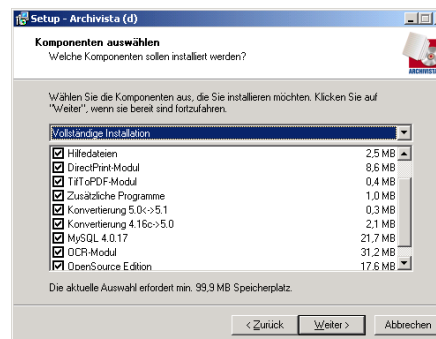 Setup - Archivista (d)
Komponenten auswählen
Welche Komponenten sollen installiert werden?
ARCHIVISTA
Wählen Sie die Komponenten aus, die Sie installieren möchten. Klicken Sie auf
"Weiter", wenn sie bereit sind fortzufahren.
Vollständige Installation
Hilfedateien 2,5 MB
DirectPrint-Modul 8,6 MB
TifToPDF-Modul 0,4 MB
Zusätzliche Programme 1,0 MB
Konvertierung 5.0<->5.1 0,3 MB
Konvertierung 4.16c->5.0 2,1 MB
MySQL 4.0.17 21,7 MB
OCR-Modul 31,2 MB
OpenSource Edition 17,6 MB
Die aktuelle Auswahl erfordert min. 99,9 MB Speicherplatz.
< Zurück Weiter > Abbrechen